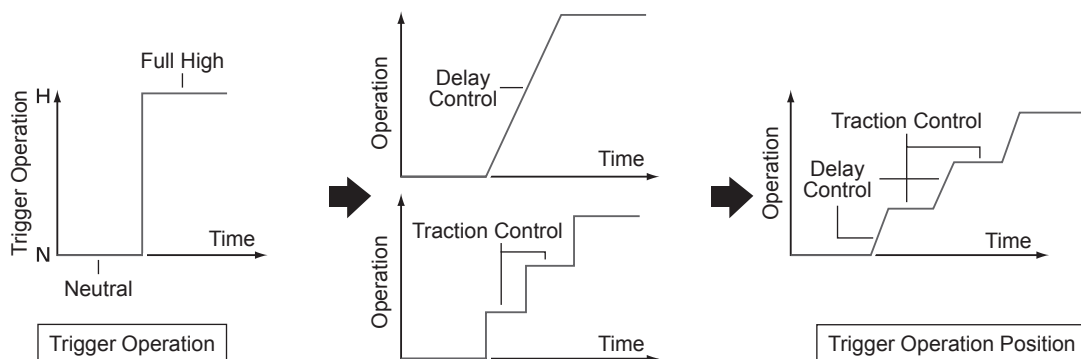 Full High
H
Trigger Operation
N
Time
Neutral
Trigger Operation
Operation
Delay
Control
Time
Operation
Traction Control
Time
Operation
Traction Control
Delay
Control
Time
Trigger Operation Position